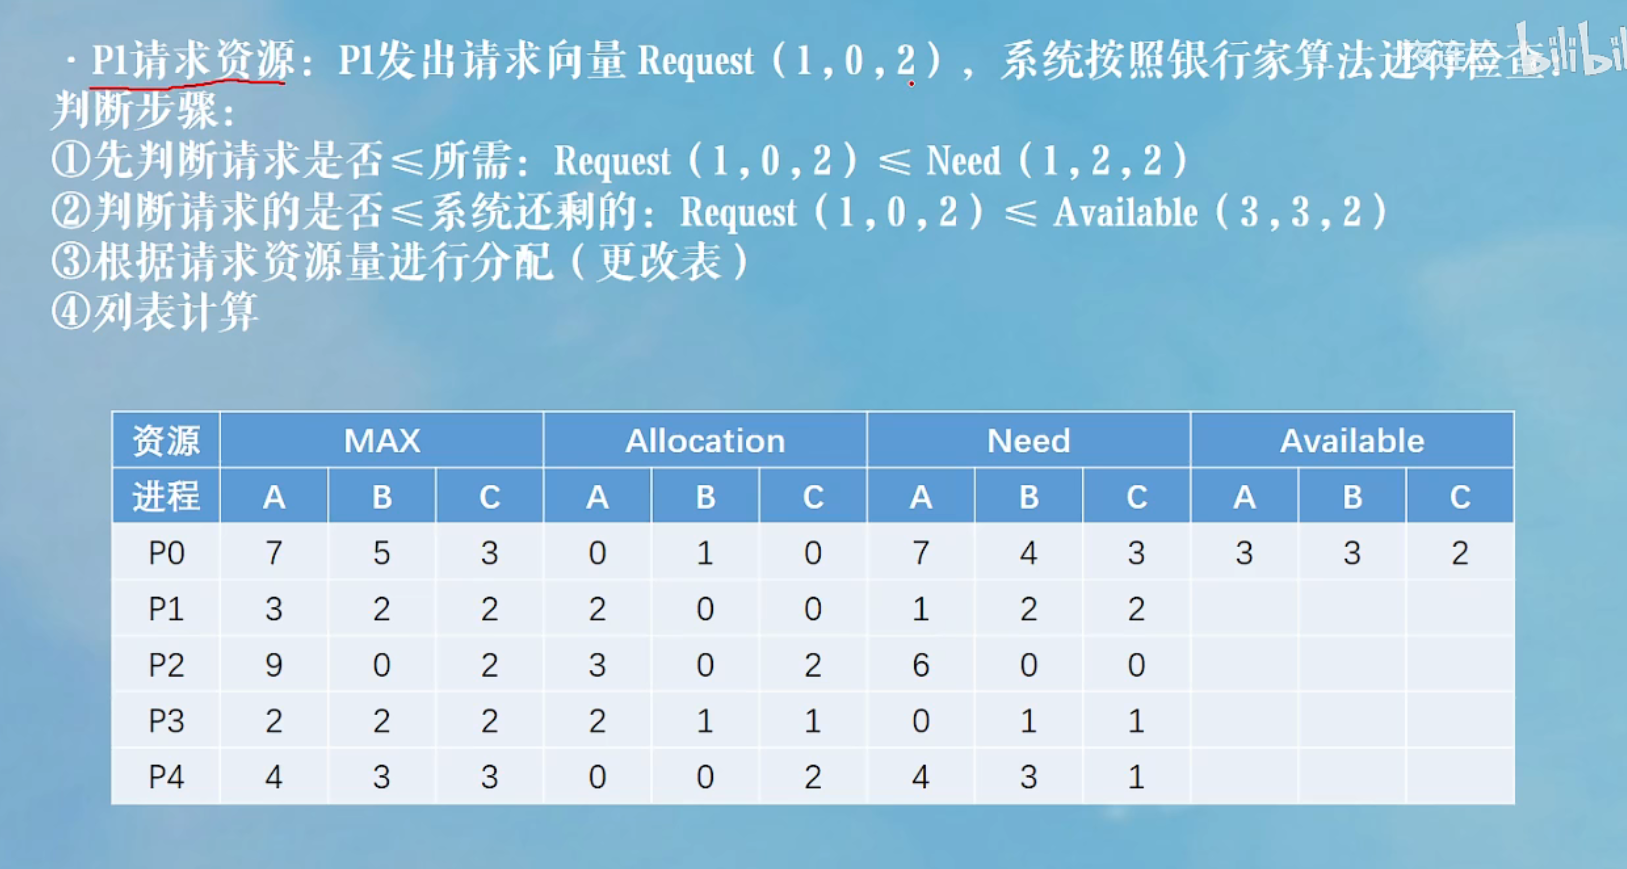 ·P1请求资源：P1发出请求向量 Request（1,0,2），系统按照银行家算法进行检查：
bilibili
判断步骤：
①先判断请求是否≤所需：Request（1,0,2）≤ Need（1,2,2）
②判断请求的是否≤系统还剩的：Request（1,0,2）≤ Available（3,3,2）
③根据请求资源量进行分配（更改表）
④列表计算
资源 MAX Allocation Need Available
进程 A B C A B C A B C A B C
P0 7 5 3 0 1 0 7 4 3 3 3 2
P1 3 2 2 2 0 0 1 2 2
P2 9 0 2 3 0 2 6 0 0
P3 2 2 2 2 1 1 0 1 1
P4 4 3 3 0 0 2 4 3 1